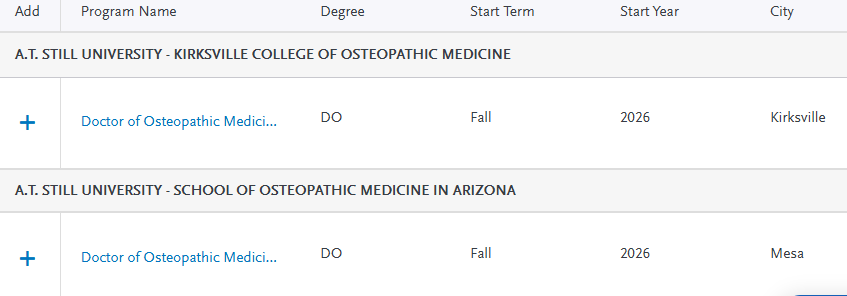 Add Program Name Degree Start Term Start Year City
A.T. STILL UNIVERSITY - KIRKSVILLE COLLEGE OF OSTEOPATHIC MEDICINE
+ Doctor of Osteopathic Medici... DO Fall 2026 Kirksville
A.T. STILL UNIVERSITY - SCHOOL OF OSTEOPATHIC MEDICINE IN ARIZONA
+ Doctor of Osteopathic Medici... DO Fall 2026 Mesa